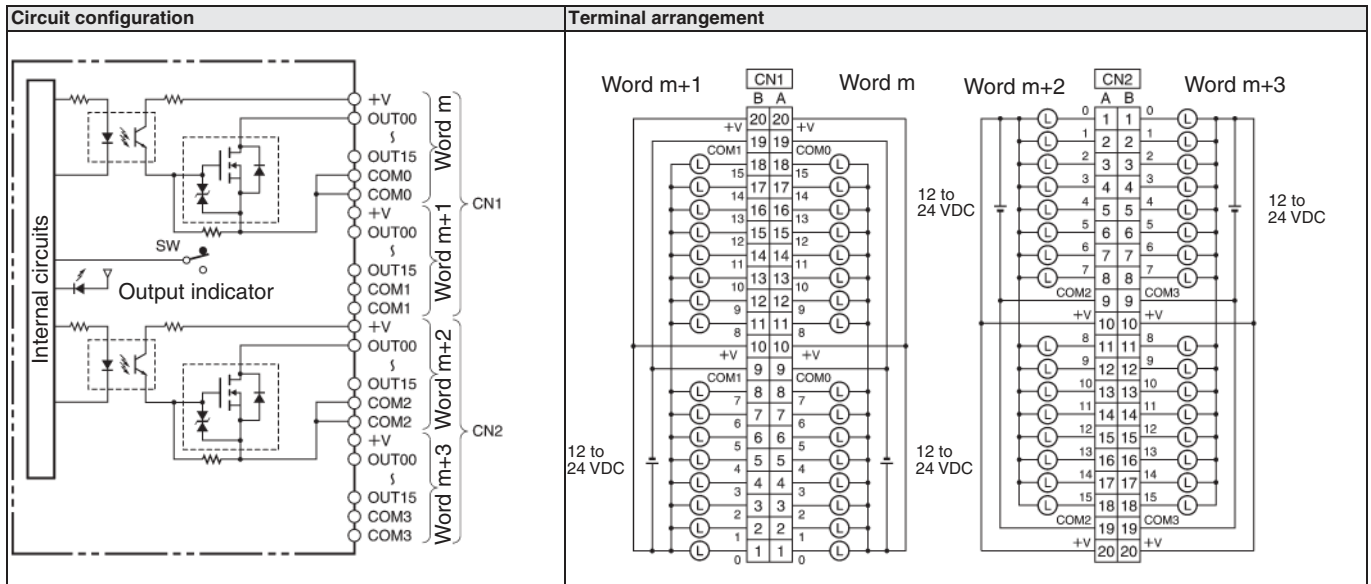 Circuit configuration
Internal circuits
SW
Output indicator
+V
OUT00
∫
OUT15
COM0
COM0
+V
OUT00
∫
OUT15
COM1
COM1
+V
OUT00
∫
OUT15
COM2
COM2
+V
OUT00
∫
OUT15
COM3
COM3
Word m
Word m+1
Word m+2
Word m+3
CN1
CN2
Terminal arrangement
Word m+1 CN1 Word m
B A
20 20
+V +V
19 19
COM1 COM0
L 18 18 L
15 15
L 17 17 L
14 14
L 16 16 L
13 13
L 15 15 L
12 12
L 14 14 L
11 11
L 13 13 L
10 10
L 12 12 L
9 9
L 11 11 L
8 8
10 10
+V +V
9 9
COM1 COM0
L 8 8 L
7 7
L 7 7 L
6 6
L 6 6 L
5 5
L 5 5 L
4 4
L 4 4 L
3 3
L 3 3 L
2 2
L 2 2 L
1 1
L 1 1 L
0 0
12 to
24 VDC
12 to
24 VDC
Word m+2 CN2 Word m+3
A B
0 0
L 1 1 L
1 1
L 2 2 L
2 2
L 3 3 L
3 3
L 4 4 L
4 4
L 5 5 L
5 5
L 6 6 L
6 6
L 7 7 L
7 7
L 8 8 L
COM2 COM3
9 9
+V +V
10 10
8 8
L 11 11 L
9 9
L 12 12 L
10 10
L 13 13 L
11 11
L 14 14 L
12 12
L 15 15 L
13 13
L 16 16 L
14 14
L 17 17 L
15 15
L 18 18 L
COM2 COM3
19 19
+V +V
20 20
12 to
24 VDC
12 to
24 VDC